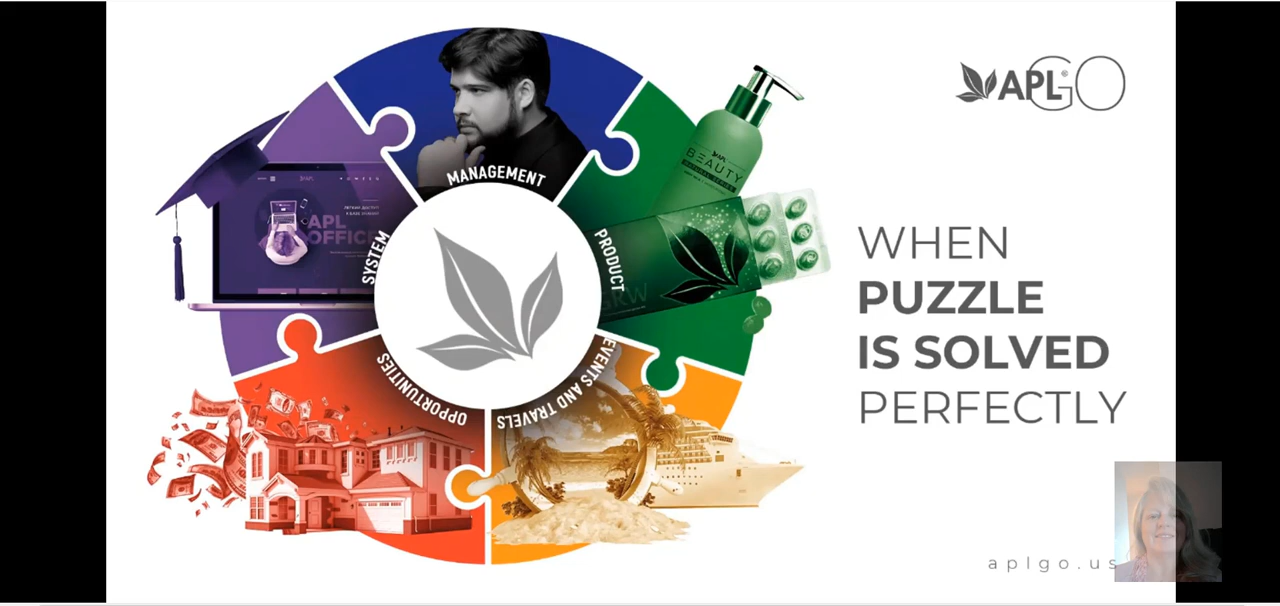 APL GO
MANAGEMENT
SYSTEM
PRODUCT
OPPORTUNITIES
EVENTS AND TRAVELS
APL
OFFICE
APL
BEAUTY
WHEN
PUZZLE
IS SOLVED
PERFECTLY
aplgo.us